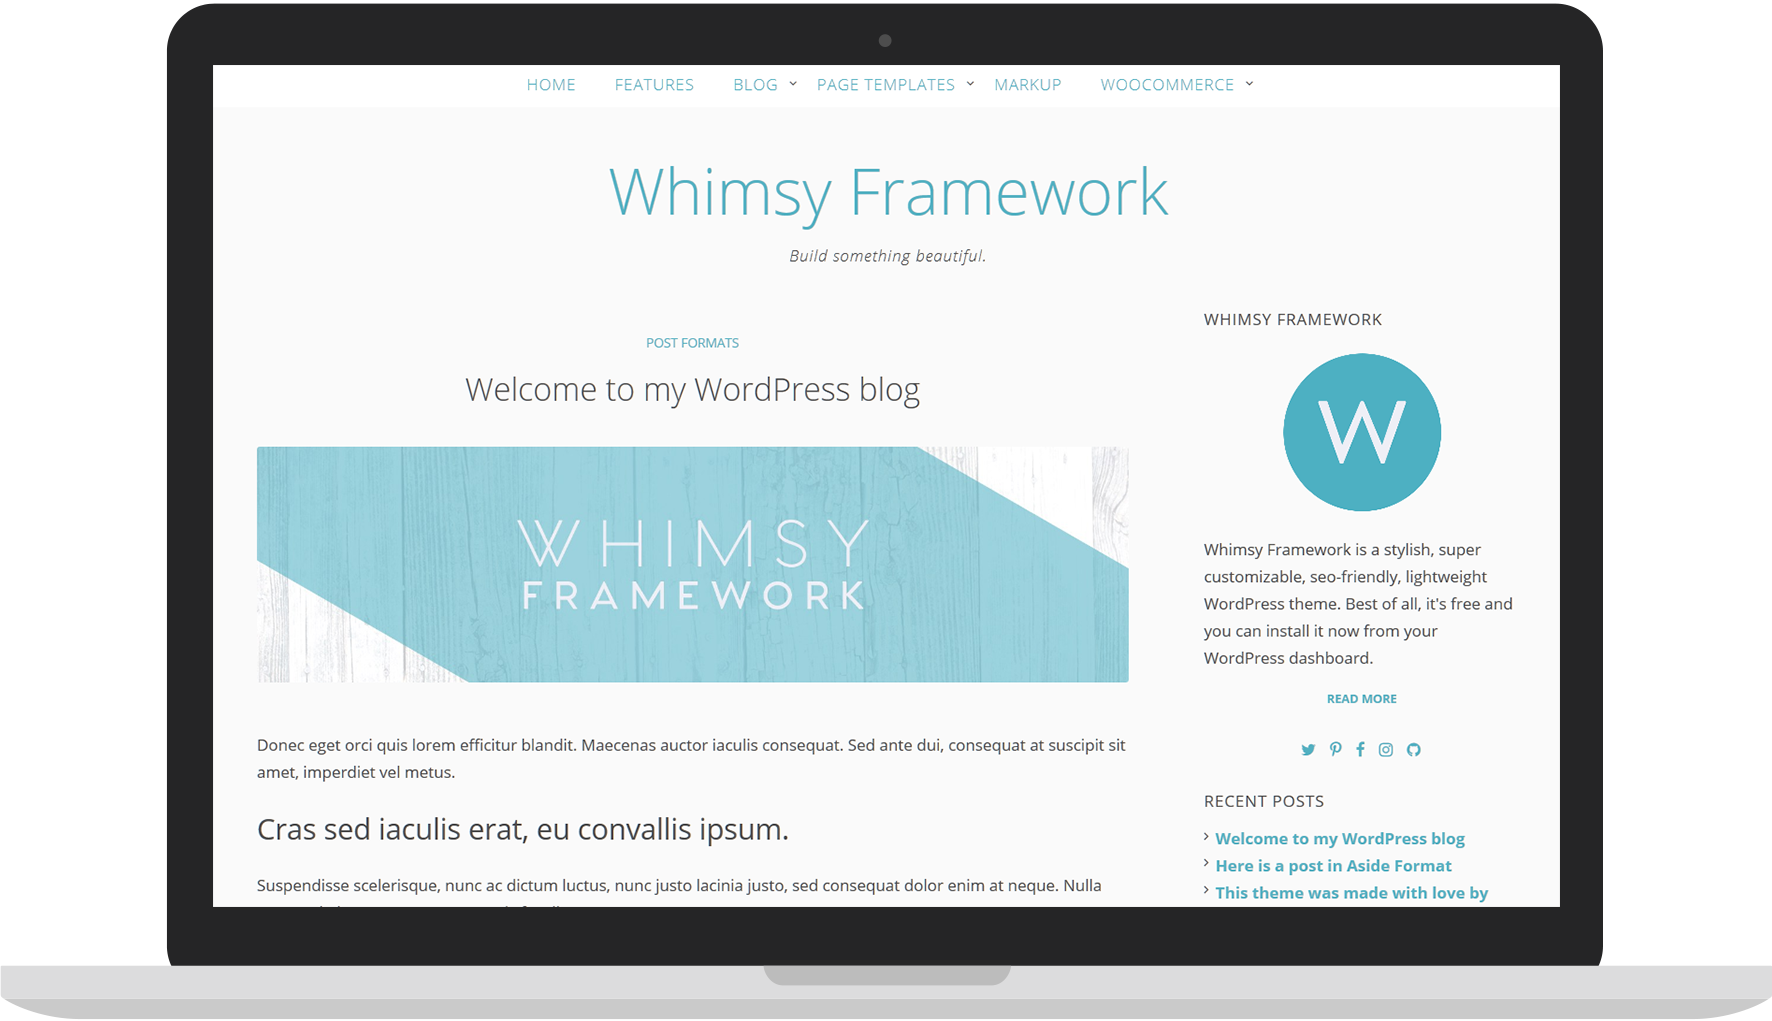 HOME FEATURES BLOG PAGE TEMPLATES MARKUP WOOCOMMERCE
Whimsy Framework
Build something beautiful.
POST FORMATS
Welcome to my WordPress blog
WHIMSY
FRAMEWORK
Donec eget orci quis lorem efficitur blandit. Maecenas auctor iaculis consequat. Sed ante dui, consequat at suscipit sit
amet, imperdiet vel metus.
Cras sed iaculis erat, eu convallis ipsum.
Suspendisse scelerisque, nunc ac dictum luctus, nunc justo lacinia justo, sed consequat dolor enim at neque. Nulla
WHIMSY FRAMEWORK
W
Whimsy Framework is a stylish, super
customizable, seo-friendly, lightweight
WordPress theme. Best of all, it's free and
you can install it now from your
WordPress dashboard.
READ MORE
RECENT POSTS
Welcome to my WordPress blog
Here is a post in Aside Format
This theme was made with love by